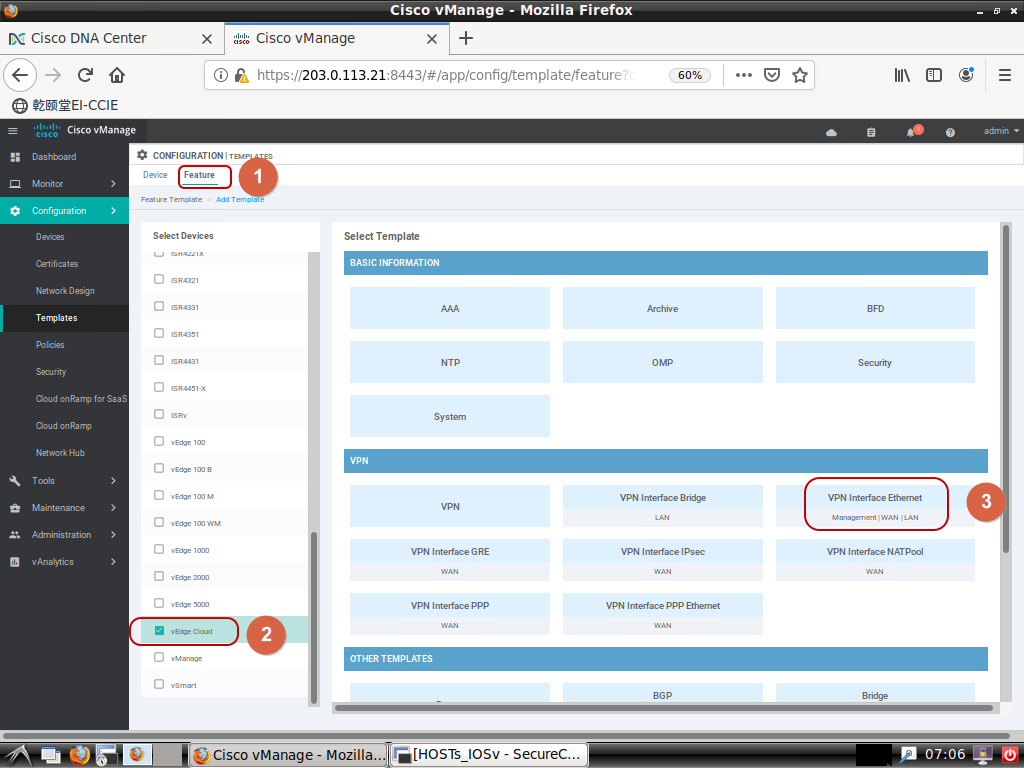 Cisco vManage - Mozilla Firefox
Cisco DNA Center
Cisco vManage
https://203.0.113.21:8443/#/app/config/template/feature?
60%
乾颐堂EI-CCIE
cisco Cisco vManage
admin
Dashboard
Monitor
Configuration
Devices
Certificates
Network Design
Templates
Policies
Security
Cloud onRamp for SaaS
Cloud onRamp
Network Hub
Tools
Maintenance
Administration
vAnalytics
CONFIGURATION | TEMPLATES
Device Feature
1
Feature Template > Add Template
Select Devices
ISR4221X
ISR4321
ISR4331
ISR4351
ISR4431
ISR4451-X
ISRv
vEdge 100
vEdge 100 B
vEdge 100 M
vEdge 100 WM
vEdge 1000
vEdge 2000
vEdge 5000
vEdge Cloud
2
vManage
vSmart
Select Template
BASIC INFORMATION
AAA Archive BFD
NTP OMP Security
System
VPN
VPN
VPN Interface Bridge
LAN
VPN Interface Ethernet
Management | WAN | LAN
3
VPN Interface GRE
WAN
VPN Interface IPsec
WAN
VPN Interface NATPool
WAN
VPN Interface PPP
WAN
VPN Interface PPP Ethernet
WAN
OTHER TEMPLATES
BGP Bridge
Cisco vManage - Mozilla...
[HOSTs_IOSv - SecureC...
07:06